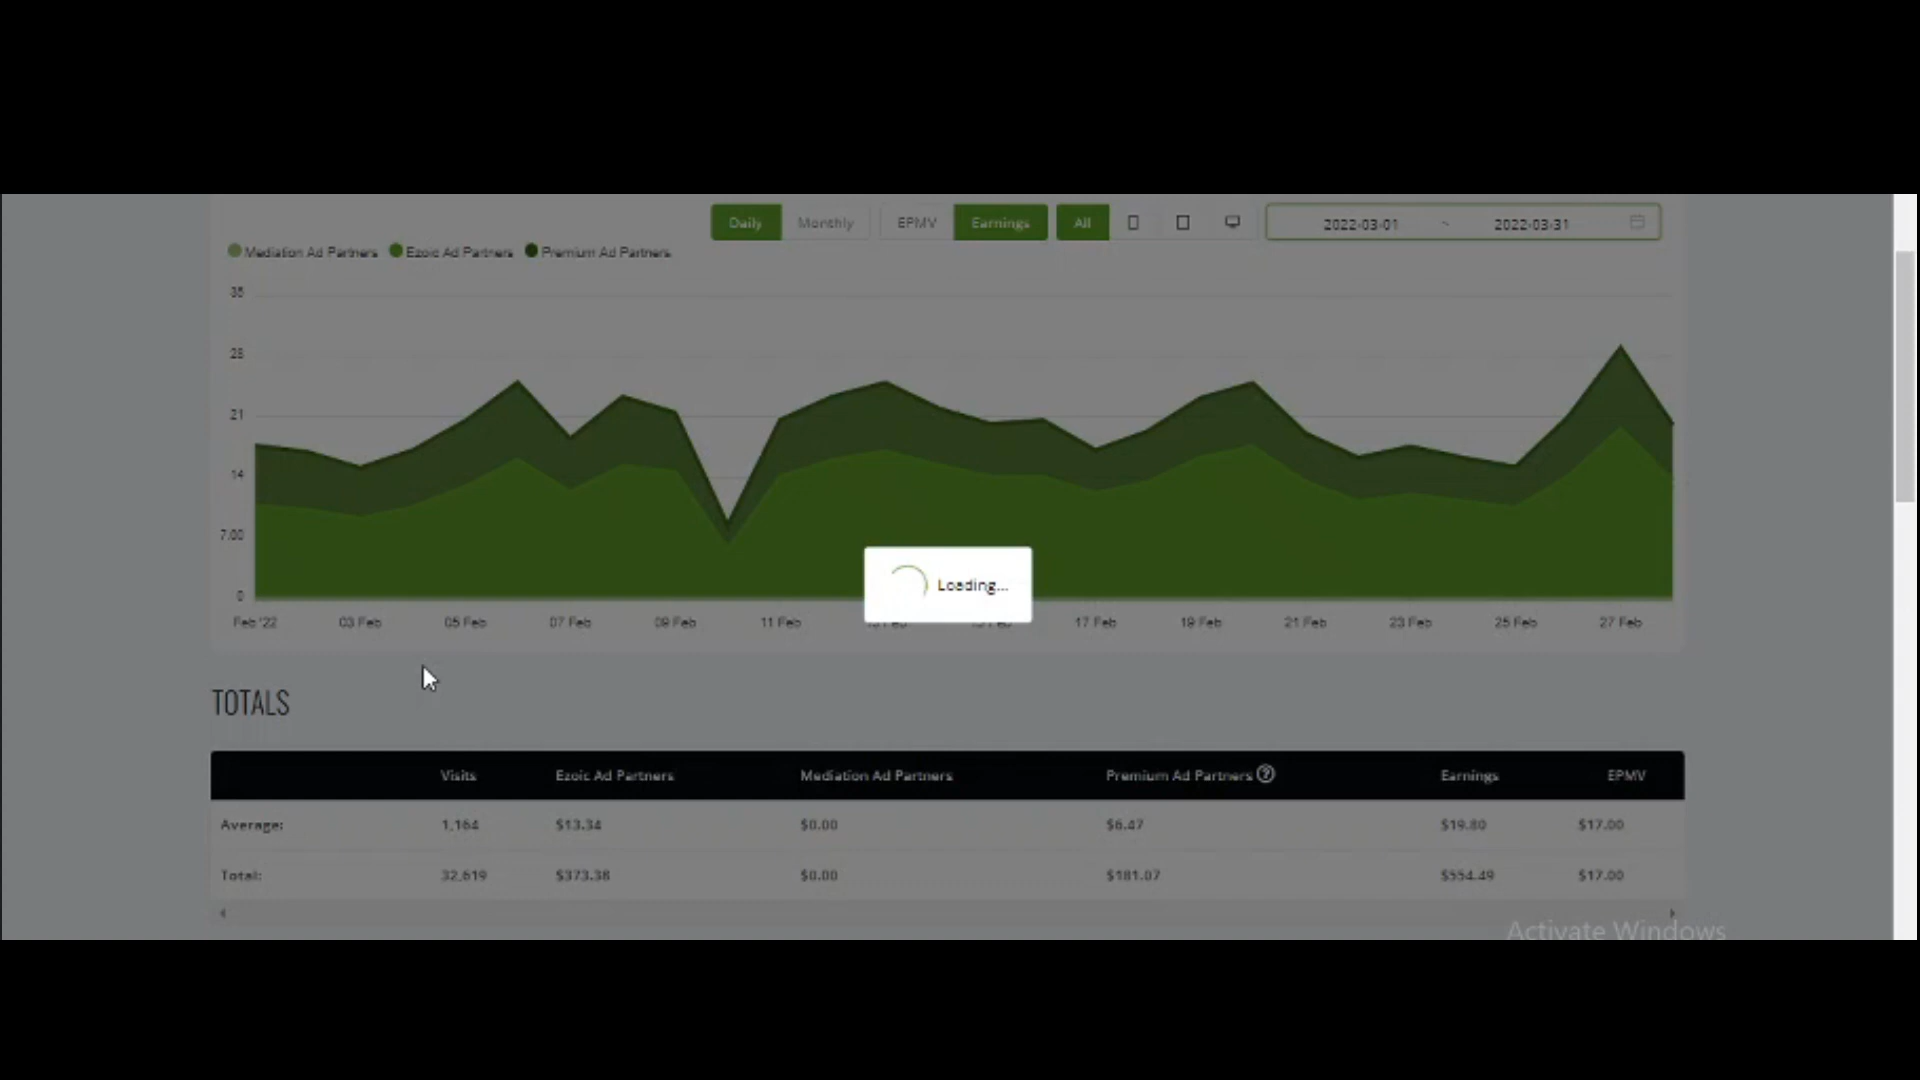 Daily Monthly EPMV Earnings All 2022-03-01 ~ 2022-03-31
Mediation Ad Partners Ezoic Ad Partners Premium Ad Partners
35
28
21
14
7.00
0
Loading...
Feb '22 03 Feb 05 Feb 07 Feb 09 Feb 11 Feb 17 Feb 19 Feb 21 Feb 23 Feb 25 Feb 27 Feb
TOTALS
Visits Ezoic Ad Partners Mediation Ad Partners Premium Ad Partners ? Earnings EPMV
Average: 1,164 $13.34 $0.00 $6.47 $19.80 $17.00
Total: 32,619 $373.38 $0.00 $181.07 $554.49 $17.00
Activate Windows